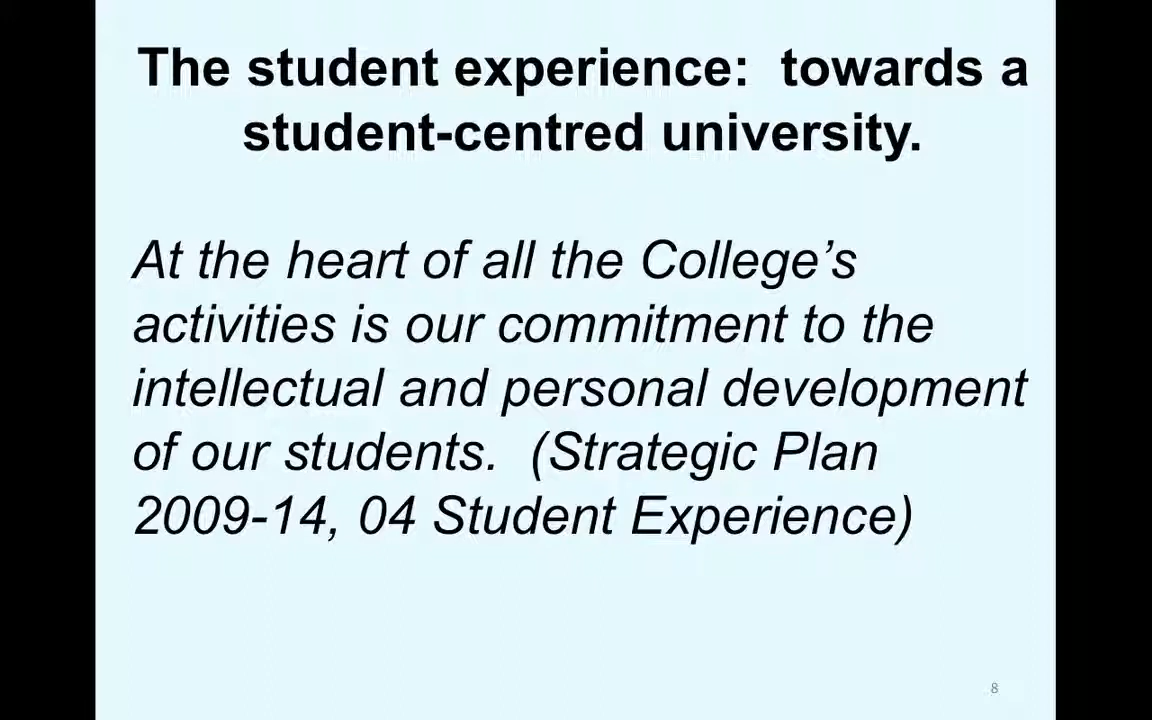 The student experience:  towards a
student-centred university.
At the heart of all the College’s
activities is our commitment to the
intellectual and personal development
of our students.  (Strategic Plan
2009-14, 04 Student Experience)
8